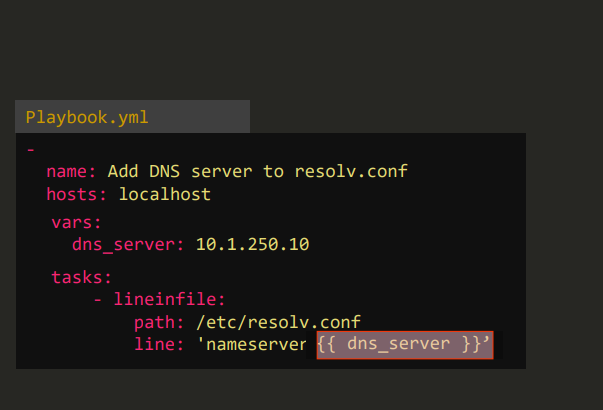 Playbook.yml
-
name: Add DNS server to resolv.conf
hosts: localhost
vars:
dns_server: 10.1.250.10
tasks:
- lineinfile:
path: /etc/resolv.conf
line: 'nameserver {{ dns_server }}’